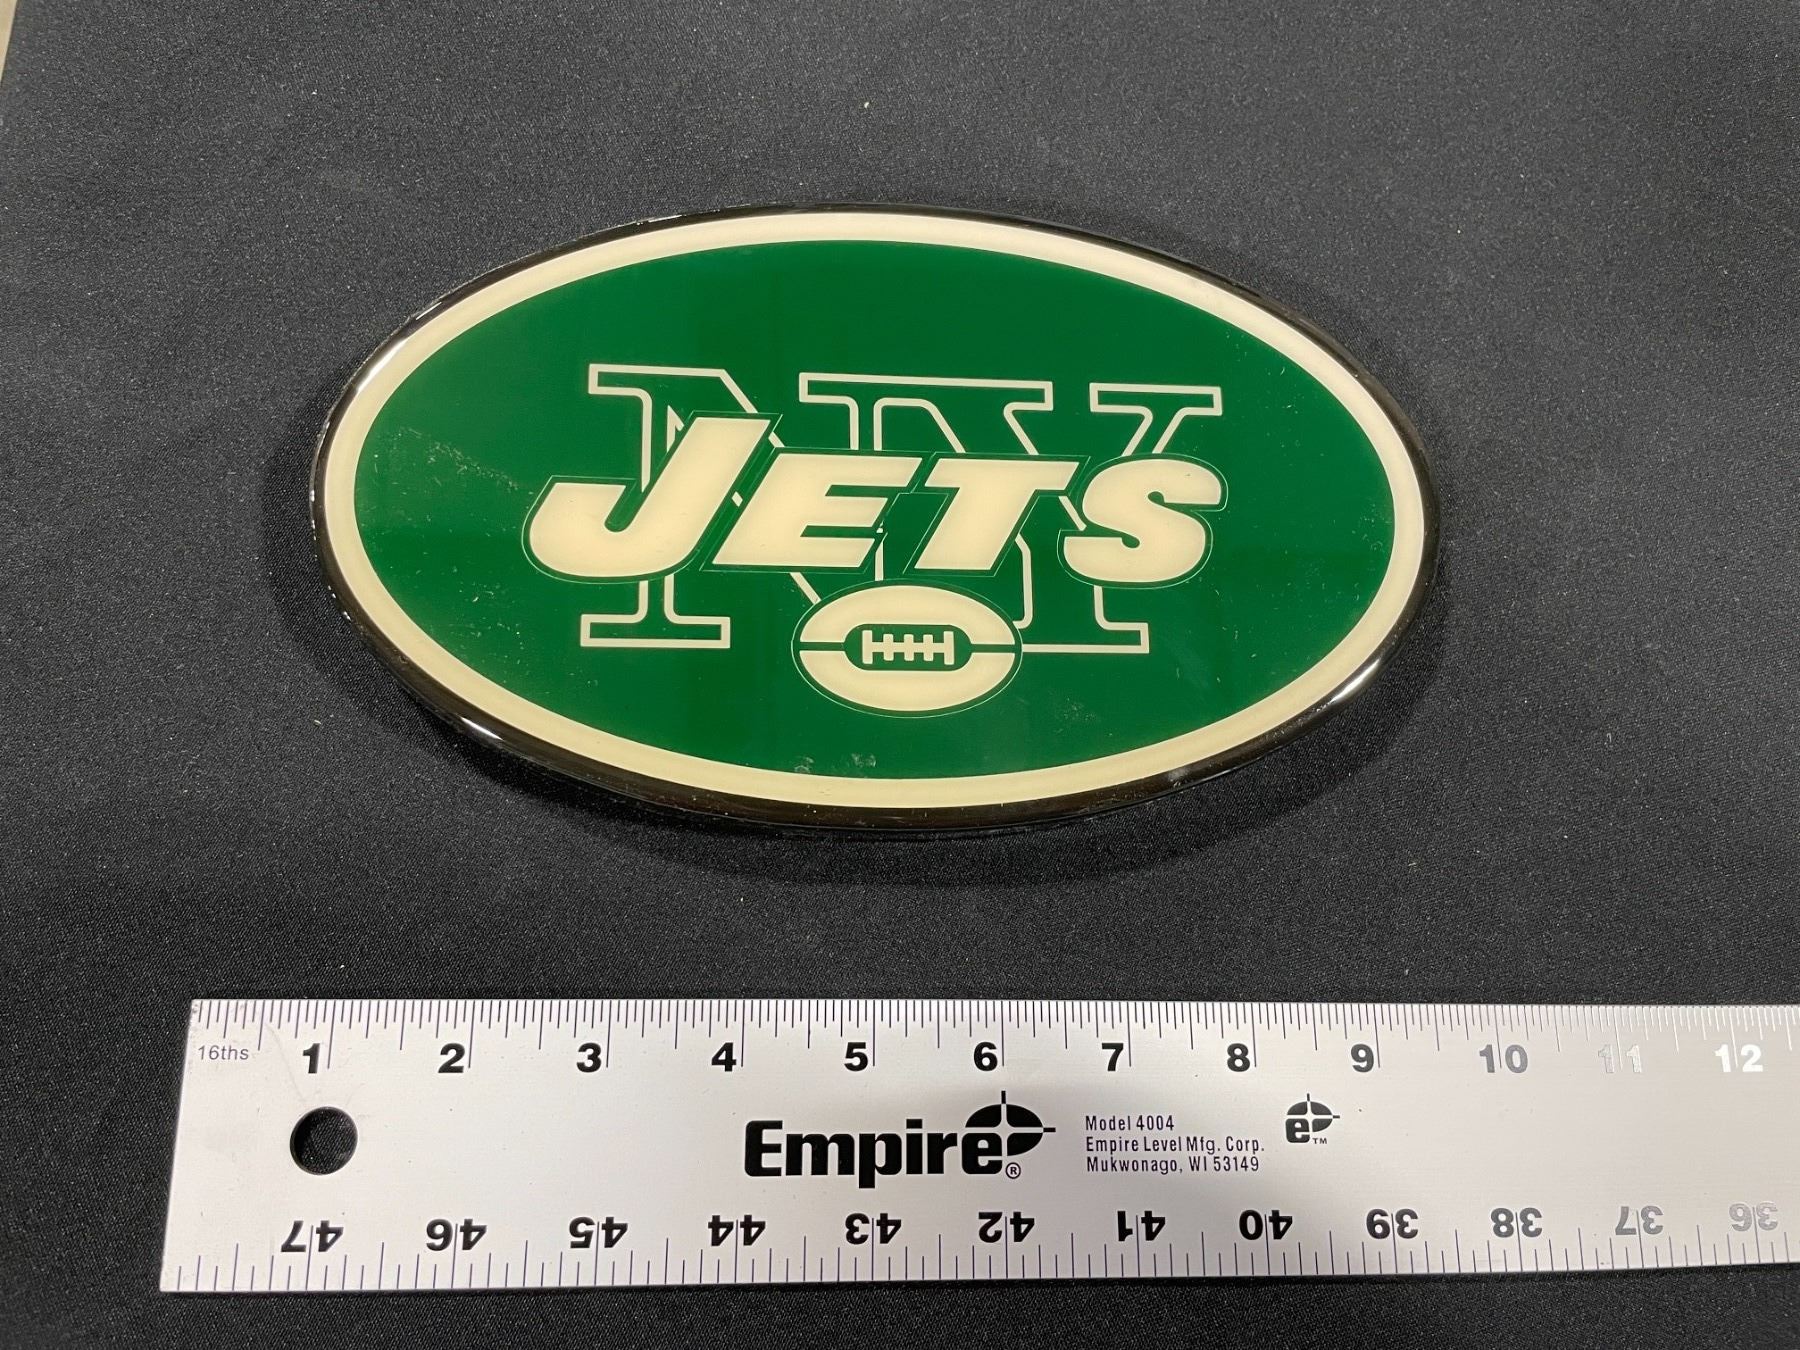 NY
JETS
16ths 1 2 3 4 5 6 7 8 9 10 11 12
Empire®
Model 4004
Empire Level Mfg. Corp.
Mukwonago, WI 53149
e™
47 46 45 44 43 42 41 40 39 38 37 36